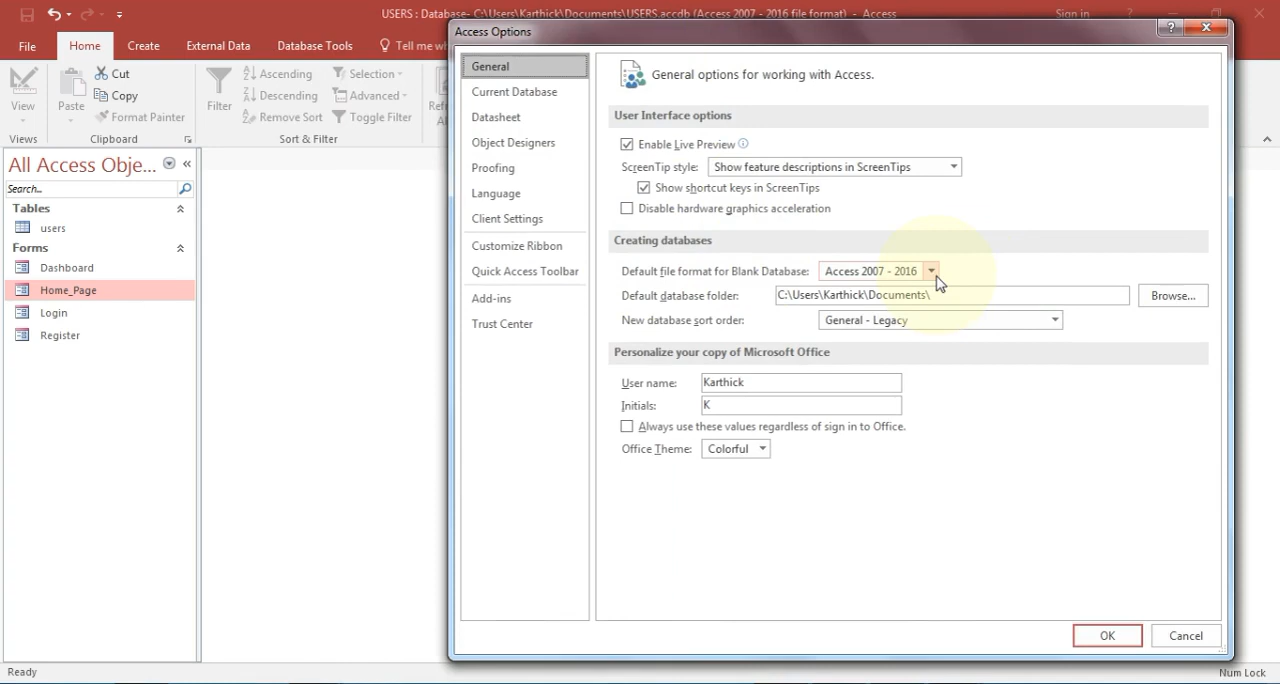 USERS : Database- C:\Users\Karthick\Documents\USERS.accdb (Access 2007 - 2016 file format) - Access
Sign in
File
Home
Create
External Data
Database Tools
Tell me
View
Views
Paste
Cut
Copy
Format Painter
Clipboard
Filter
Ascending
Descending
Remove Sort
Selection
Advanced
Toggle Filter
Sort & Filter
All Access Obje...
Search...
Tables
users
Forms
Dashboard
Home_Page
Login
Register
Access Options
General
Current Database
Datasheet
Object Designers
Proofing
Language
Client Settings
Customize Ribbon
Quick Access Toolbar
Add-ins
Trust Center
General options for working with Access.
User Interface options
Enable Live Preview
ScreenTip style: Show feature descriptions in ScreenTips
Show shortcut keys in ScreenTips
Disable hardware graphics acceleration
Creating databases
Default file format for Blank Database: Access 2007 - 2016
Default database folder: C:\Users\Karthick\Documents\ Browse...
New database sort order: General - Legacy
Personalize your copy of Microsoft Office
User name: Karthick
Initials: K
Always use these values regardless of sign in to Office.
Office Theme: Colorful
OK
Cancel
Ready
Num Lock